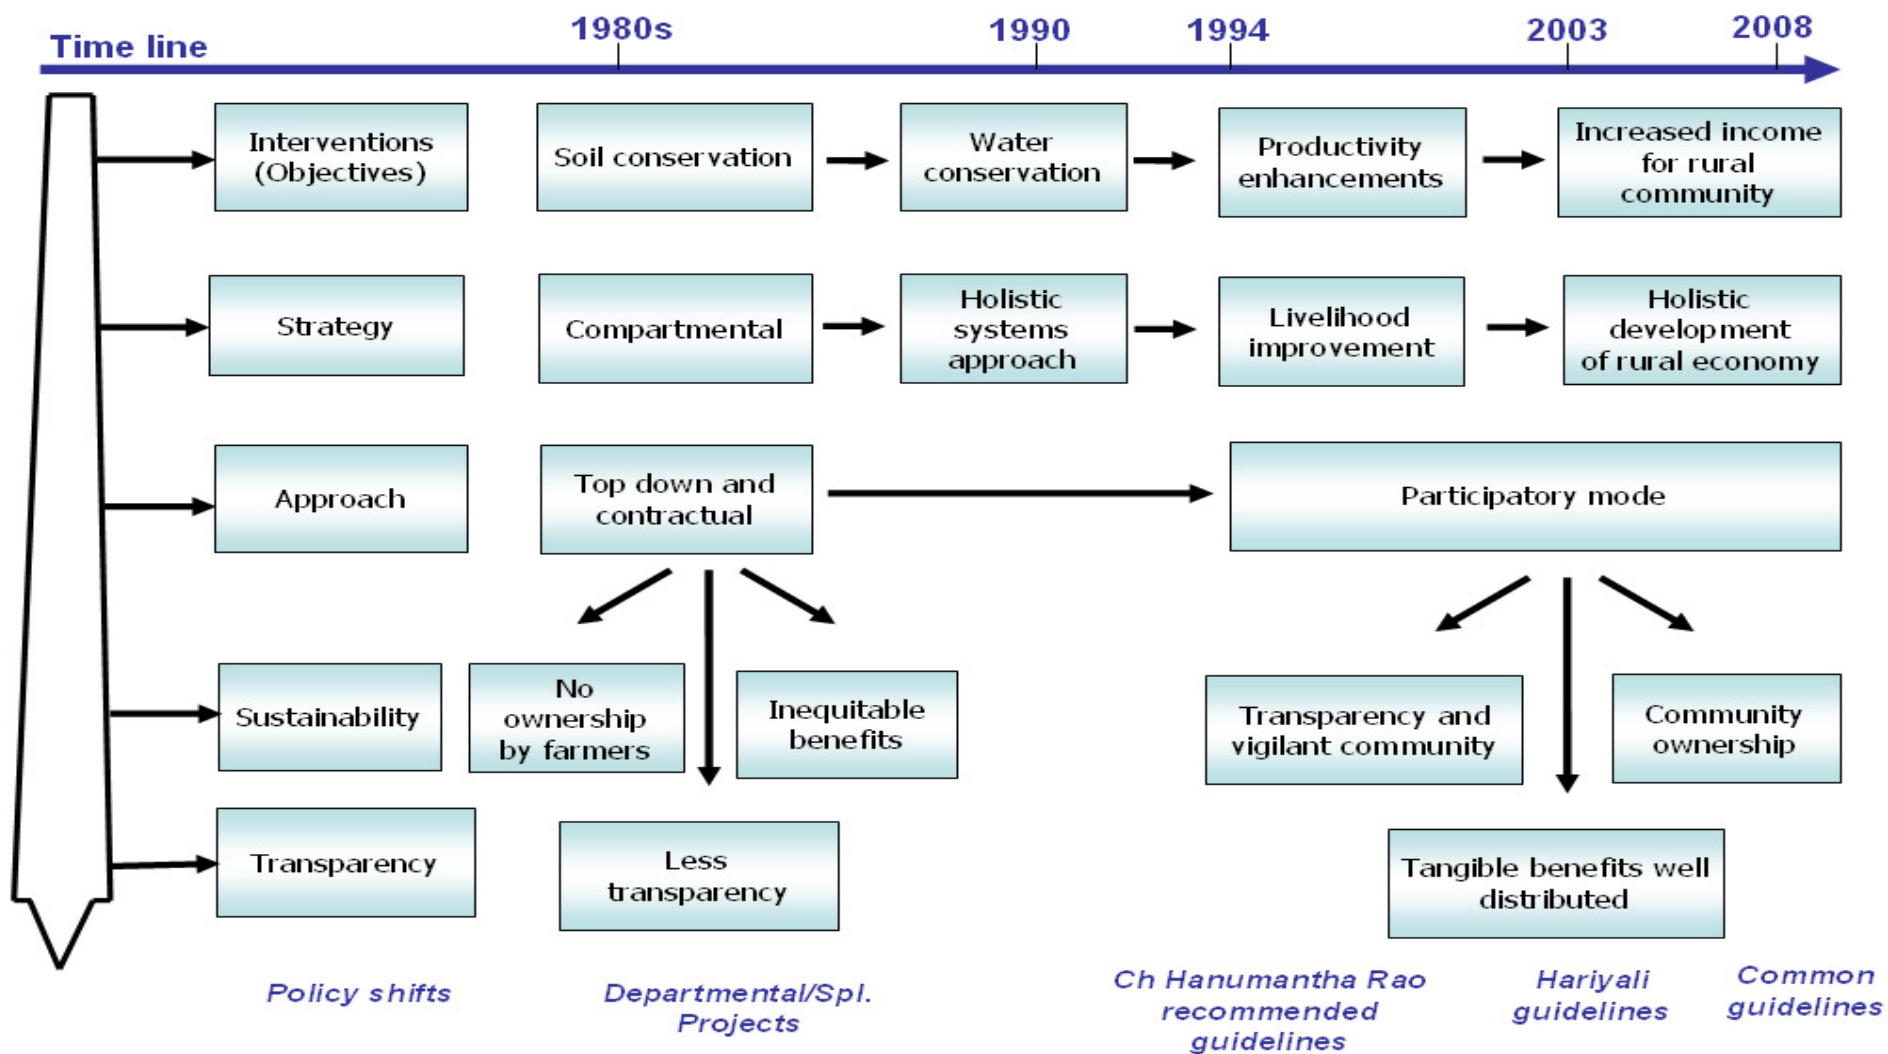 Time line
1980s
1990
1994
2003
2008
Interventions
(Objectives)
Soil conservation
Water
conservation
Productivity
enhancements
Increased income
for rural
community
Strategy
Compartmental
Holistic
systems
approach
Livelihood
improvement
Holistic
development
of rural economy
Approach
Top down and
contractual
Participatory mode
Sustainability
No
ownership
by farmers
Inequitable
benefits
Transparency and
vigilant community
Community
ownership
Transparency
Less
transparency
Tangible benefits well
distributed
Policy shifts
Departmental/Spl.
Projects
Ch Hanumantha Rao
recommended
guidelines
Hariyali
guidelines
Common
guidelines